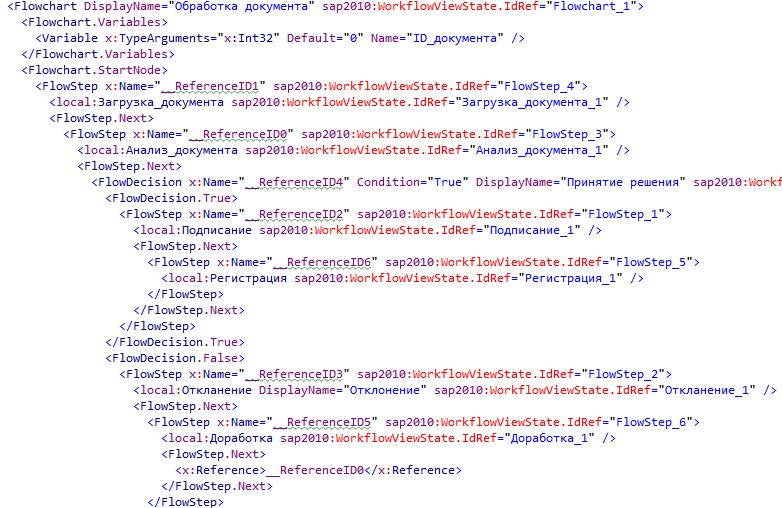 <Flowchart DisplayName="Обработка документа" sap2010:WorkflowViewState.IdRef="Flowchart_1">
<Flowchart.Variables>
<Variable x:TypeArguments="x:Int32" Default="0" Name="ID_документа" />
</Flowchart.Variables>
<Flowchart.StartNode>
<FlowStep x:Name="__ReferenceID1" sap2010:WorkflowViewState.IdRef="FlowStep_4">
<local:Загрузка_документа sap2010:WorkflowViewState.IdRef="Загрузка_документа_1" />
<FlowStep.Next>
<FlowStep x:Name="__ReferenceID0" sap2010:WorkflowViewState.IdRef="FlowStep_3">
<local:Анализ_документа sap2010:WorkflowViewState.IdRef="Анализ_документа_1" />
<FlowStep.Next>
<FlowDecision x:Name="__ReferenceID4" Condition="True" DisplayName="Принятие решения" sap2010:Workf
<FlowDecision.True>
<FlowStep x:Name="__ReferenceID2" sap2010:WorkflowViewState.IdRef="FlowStep_1">
<local:Подписание sap2010:WorkflowViewState.IdRef="Подписание_1" />
<FlowStep.Next>
<FlowStep x:Name="__ReferenceID6" sap2010:WorkflowViewState.IdRef="FlowStep_5">
<local:Регистрация sap2010:WorkflowViewState.IdRef="Регистрация_1" />
</FlowStep>
</FlowStep.Next>
</FlowStep>
</FlowDecision.True>
<FlowDecision.False>
<FlowStep x:Name="__ReferenceID3" sap2010:WorkflowViewState.IdRef="FlowStep_2">
<local:Откланение DisplayName="Отклонение" sap2010:WorkflowViewState.IdRef="Откланение_1" />
<FlowStep.Next>
<FlowStep x:Name="__ReferenceID5" sap2010:WorkflowViewState.IdRef="FlowStep_6">
<local:Доработка sap2010:WorkflowViewState.IdRef="Доработка_1" />
<FlowStep.Next>
<x:Reference>__ReferenceID0</x:Reference>
</FlowStep.Next>
</FlowStep>